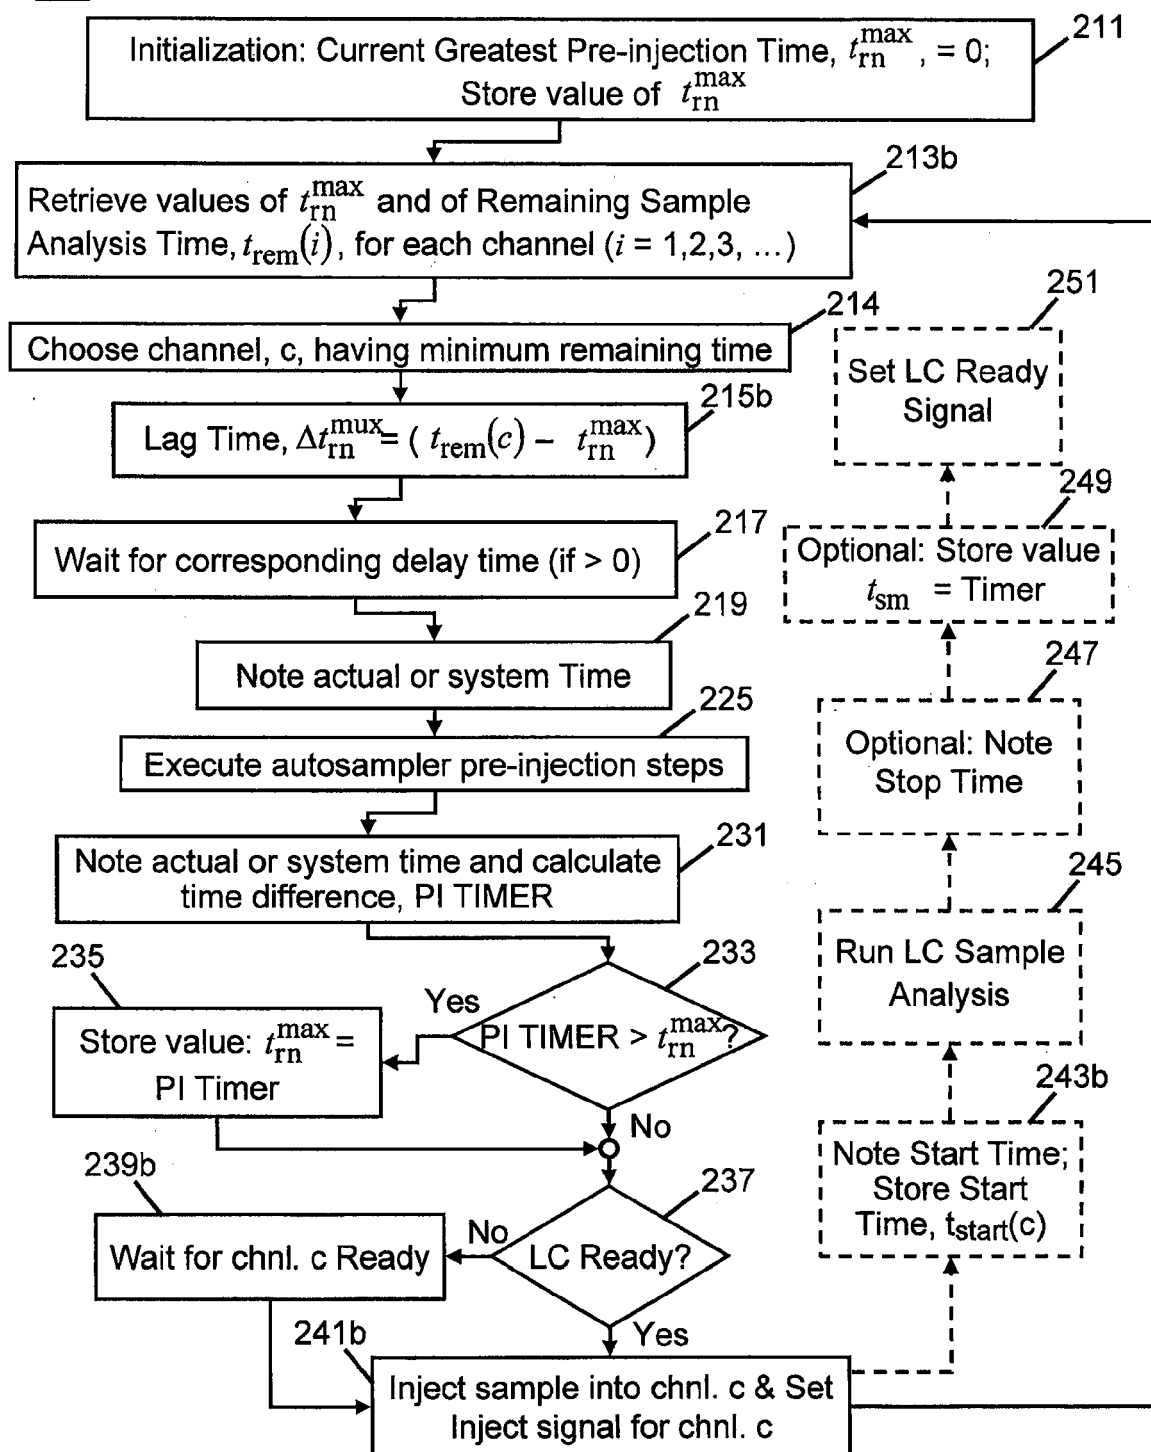 211
Initialization: Current Greatest Pre-injection Time, t_rn^max, = 0;
Store value of t_rn^max
213b
Retrieve values of t_rn^max and of Remaining Sample
Analysis Time, t_rem(i), for each channel (i = 1,2,3, ...)
214
Choose channel, c, having minimum remaining time
215b
Lag Time, Δt_rn^mux = ( t_rem(c) – t_rn^max)
217
Wait for corresponding delay time (if > 0)
219
Note actual or system Time
225
Execute autosampler pre-injection steps
231
Note actual or system time and calculate
time difference, PI TIMER
233
PI TIMER > t_rn^max?
Yes
No
235
Store value: t_rn^max =
PI Timer
237
LC Ready?
No
Yes
239b
Wait for chnl. c Ready
241b
Inject sample into chnl. c & Set
Inject signal for chnl. c
243b
Note Start Time;
Store Start
Time, t_start(c)
245
Run LC Sample
Analysis
247
Optional: Note
Stop Time
249
Optional: Store value
t_sm = Timer
251
Set LC Ready
Signal